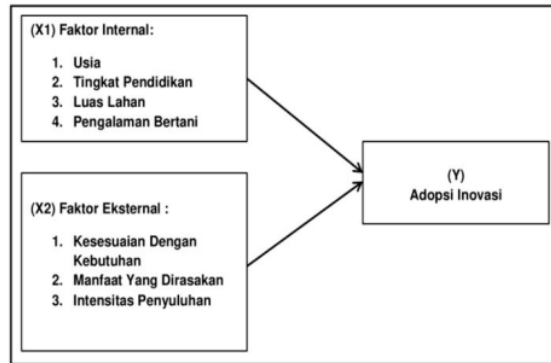 (X1) Faktor Internal:
1. Usia
2. Tingkat Pendidikan
3. Luas Lahan
4. Pengalaman Bertani
(X2) Faktor Eksternal :
1. Kesesuaian Dengan
Kebutuhan
2. Manfaat Yang Dirasakan
3. Intensitas Penyuluhan
(Y)
Adopsi Inovasi